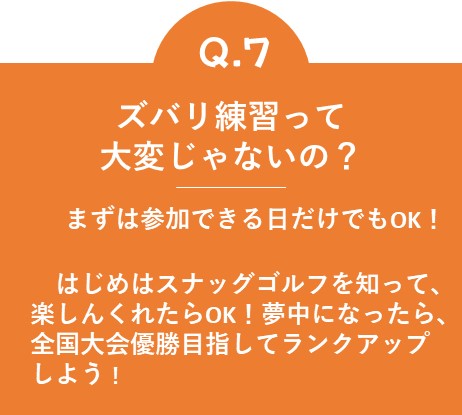 Q.7
ズバリ練習って
大変じゃないの？
まずは参加できる日だけでもOK！
はじめはスナッグゴルフを知って、
楽しんくれたらOK！夢中になったら、
全国大会優勝目指してランクアップ
しよう！